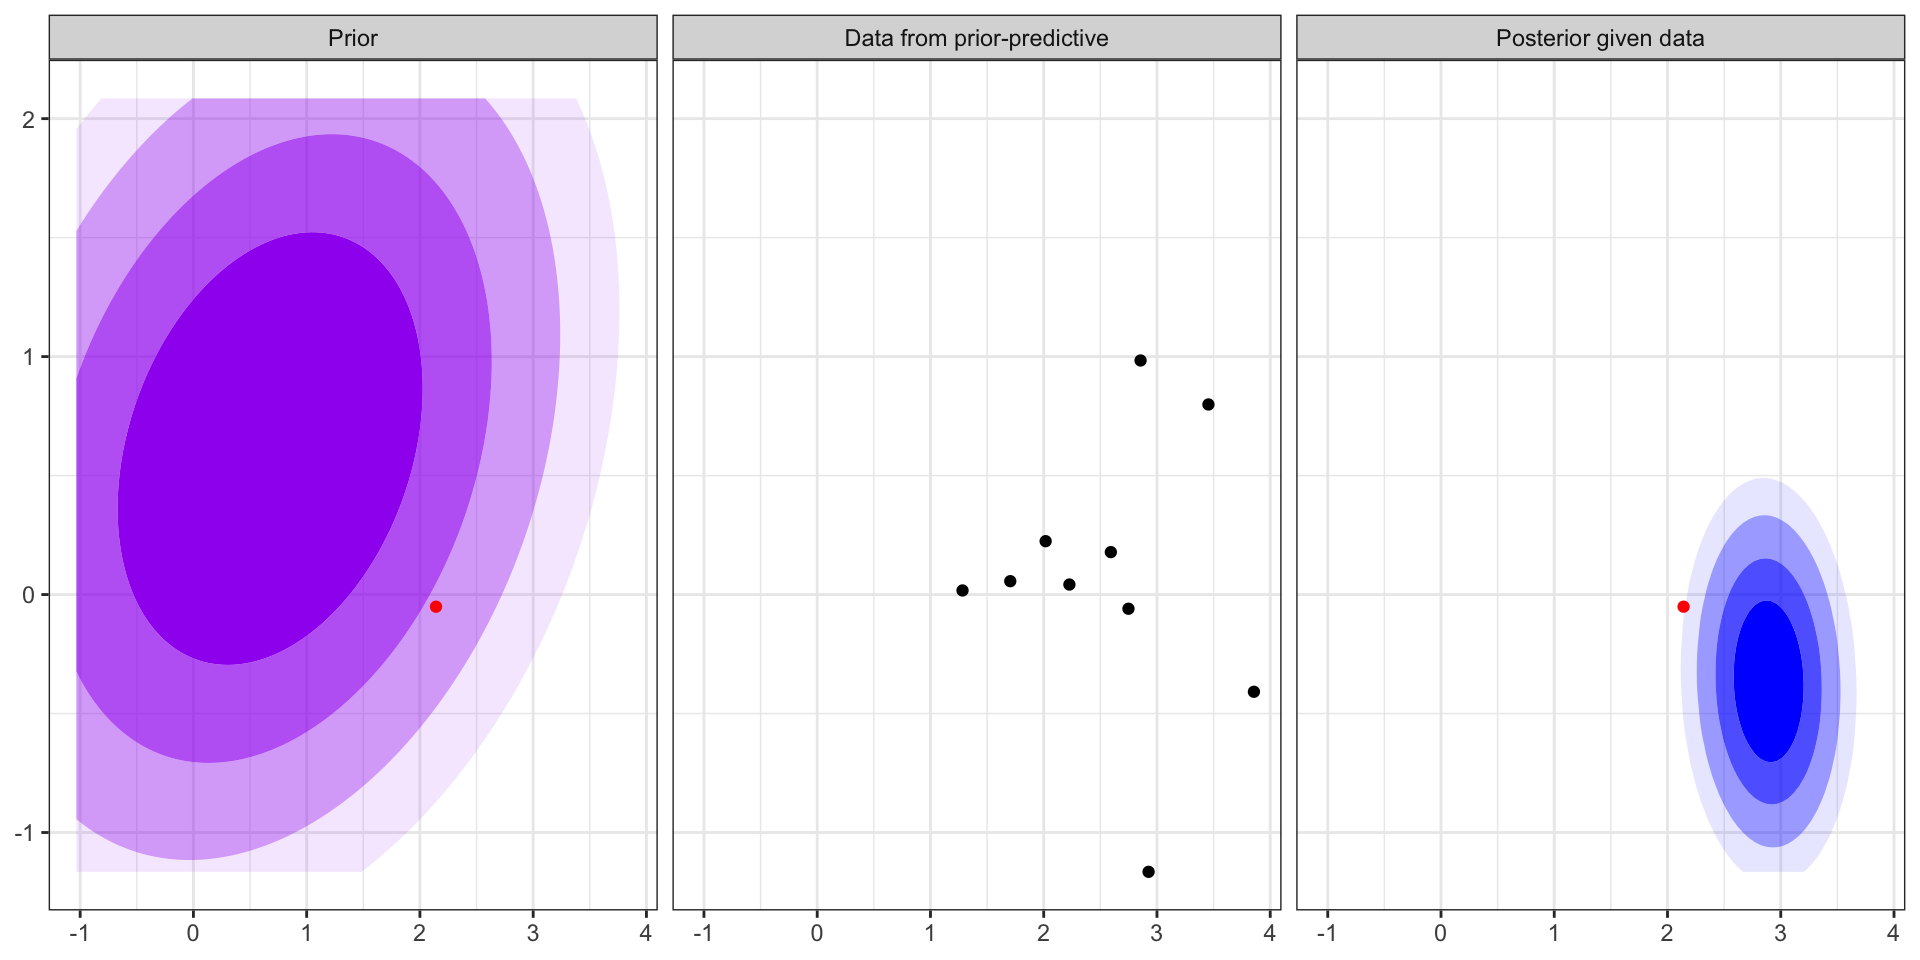 Prior
Data from prior-predictive
Posterior given data
2
1
0
-1
-1 0 1 2 3 4
-1 0 1 2 3 4
-1 0 1 2 3 4